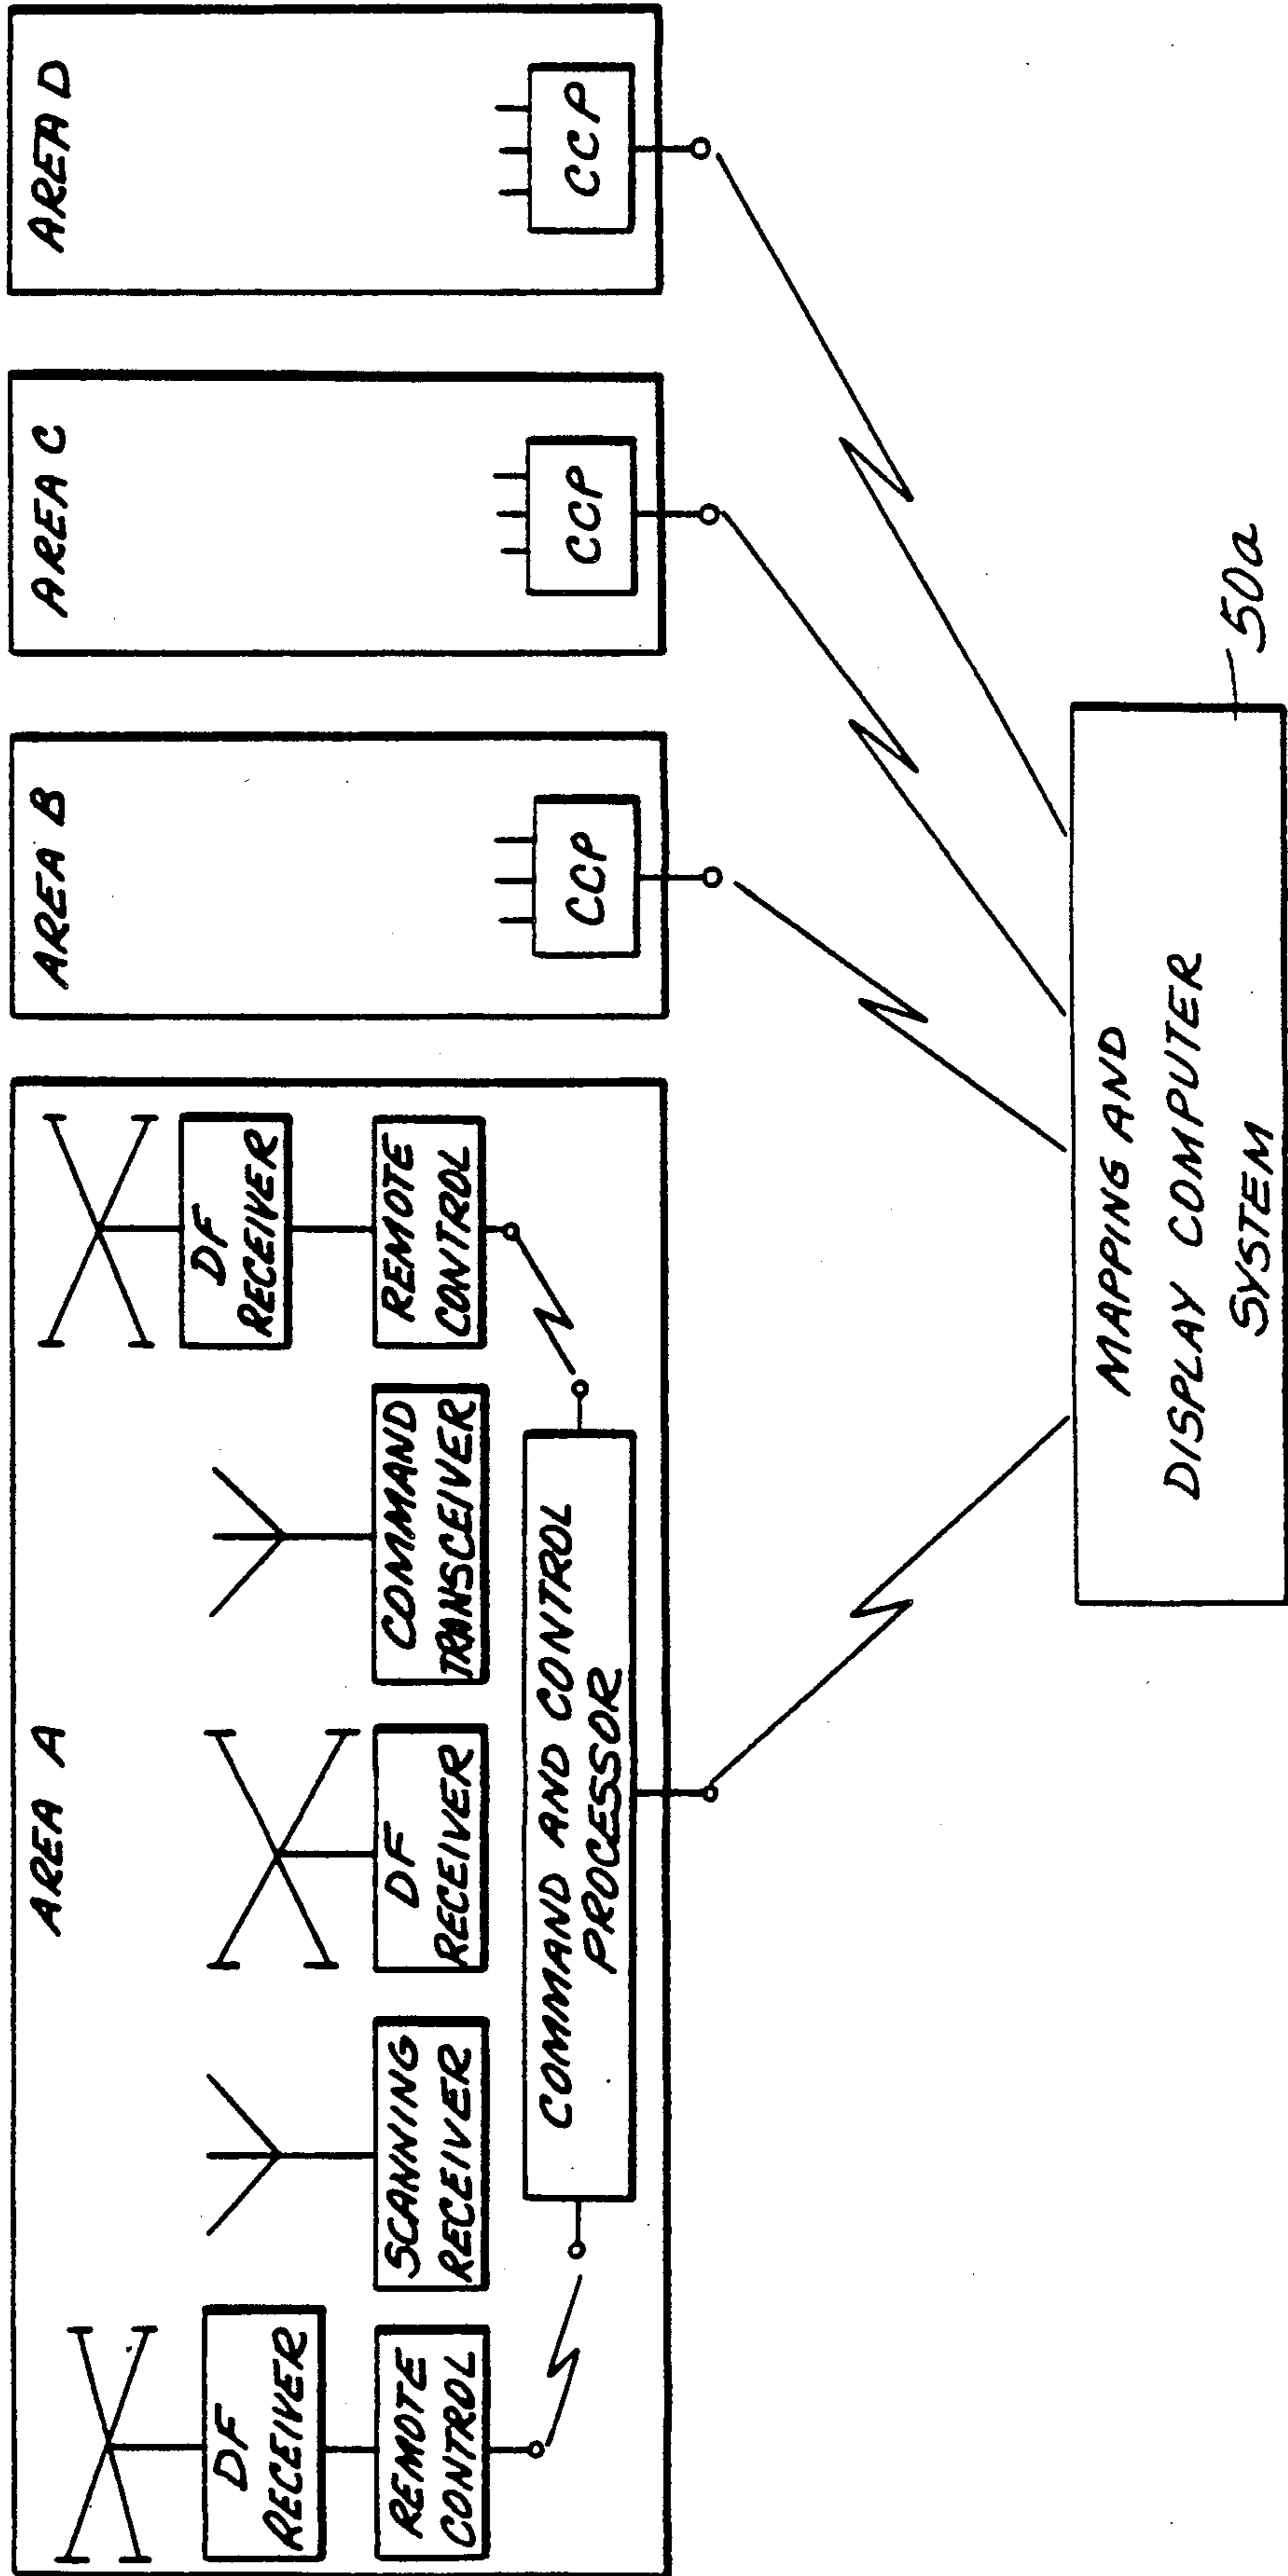 AREA A
AREA B
AREA C
AREA D
DF
RECEIVER
REMOTE
CONTROL
SCANNING
RECEIVER
DF
RECEIVER
COMMAND
TRANSCEIVER
DF
RECEIVER
REMOTE
CONTROL
COMMAND AND CONTROL
PROCESSOR
CCP
CCP
CCP
MAPPING AND
DISPLAY COMPUTER
SYSTEM
50a